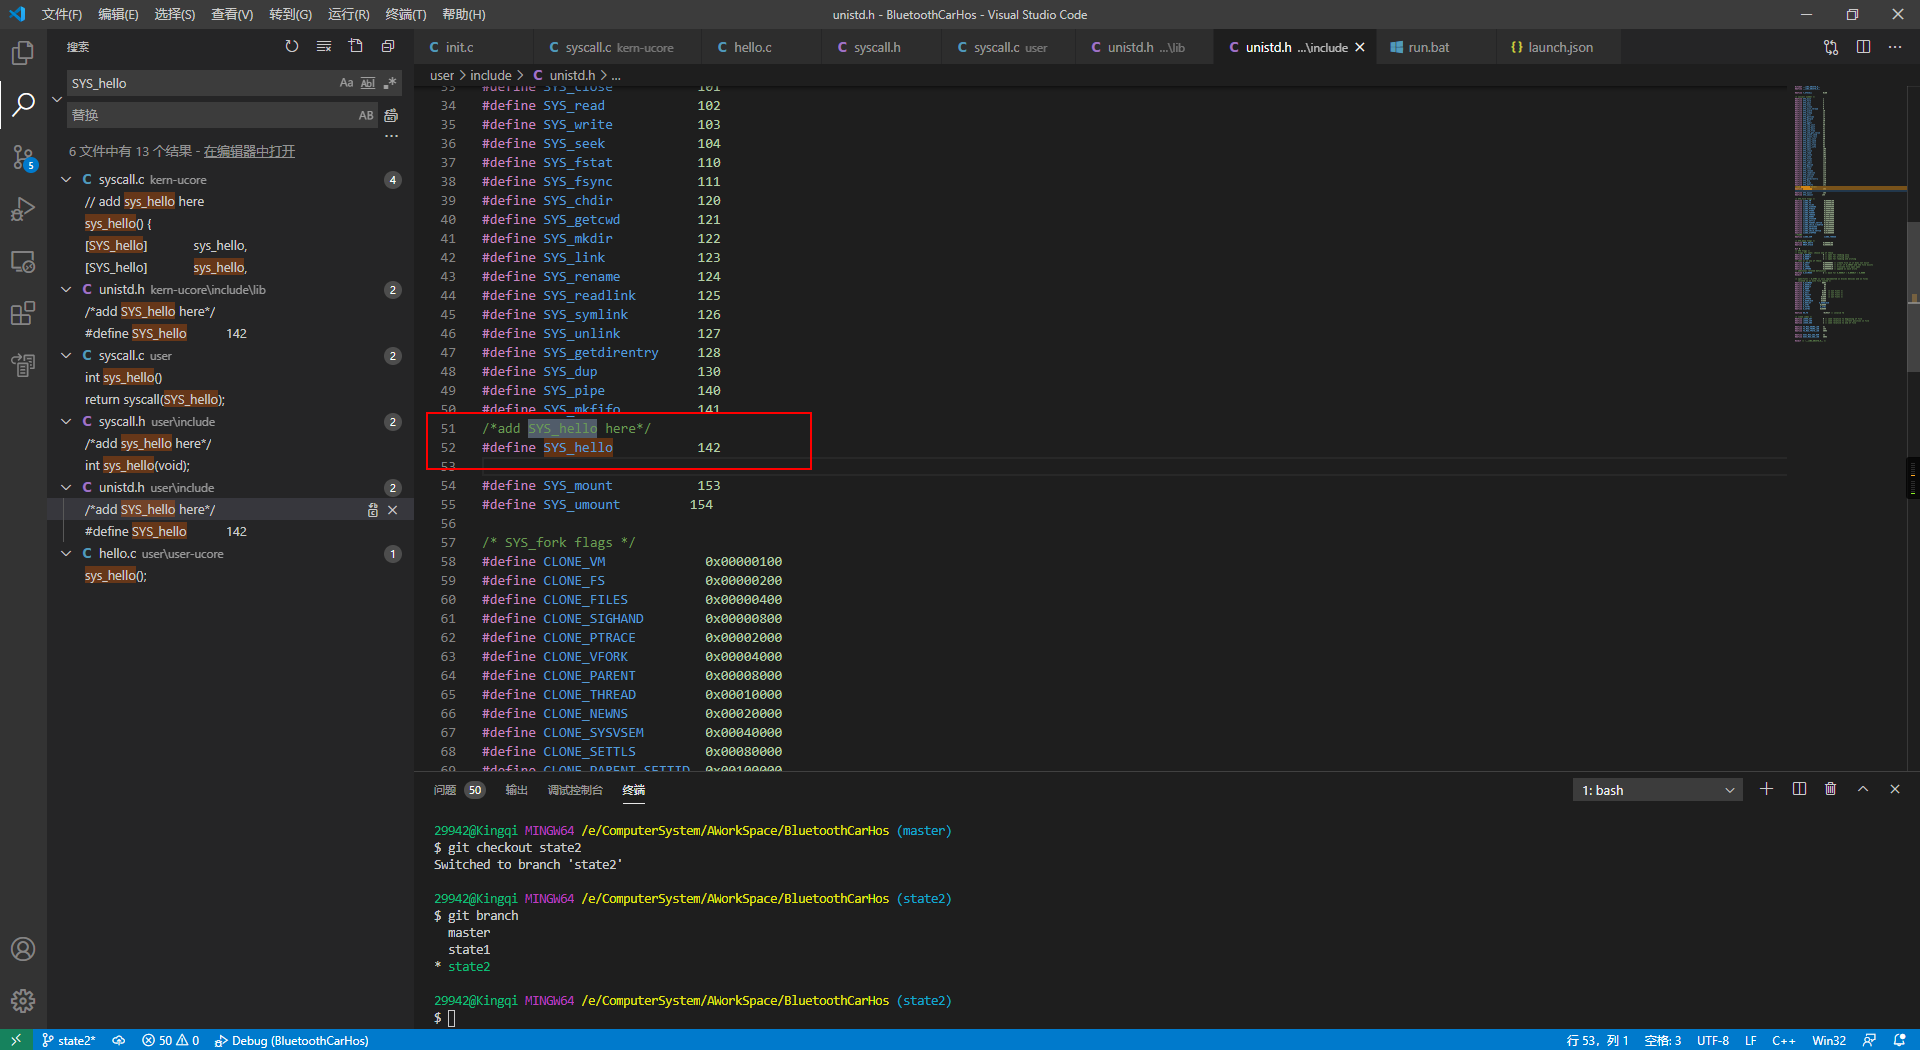 文件(F) 编辑(E) 选择(S) 查看(V) 转到(G) 运行(R) 终端(T) 帮助(H) unistd.h - BluetoothCarHos - Visual Studio Code
搜索
SYS_hello Aa Abl .*
替换 AB
6 文件中有 13 个结果 - 在编辑器中打开
syscall.c kern-ucore 4
// add sys_hello here
sys_hello() {
[SYS_hello] sys_hello,
[SYS_hello] sys_hello,
unistd.h kern-ucore\include\lib 2
/*add SYS_hello here*/
#define SYS_hello 142
syscall.c user 2
int sys_hello()
return syscall(SYS_hello);
syscall.h user\include 2
/*add sys_hello here*/
int sys_hello(void);
unistd.h user\include 2
/*add SYS_hello here*/
#define SYS_hello 142
hello.c user\user-ucore 1
sys_hello();
5
C init.c C syscall.c kern-ucore C hello.c C syscall.h C syscall.c user C unistd.h ...\lib C unistd.h ...\include run.bat {} launch.json
user > include > C unistd.h > ...
33 #define SYS_close 101
34 #define SYS_read 102
35 #define SYS_write 103
36 #define SYS_seek 104
37 #define SYS_fstat 110
38 #define SYS_fsync 111
39 #define SYS_chdir 120
40 #define SYS_getcwd 121
41 #define SYS_mkdir 122
42 #define SYS_link 123
43 #define SYS_rename 124
44 #define SYS_readlink 125
45 #define SYS_symlink 126
46 #define SYS_unlink 127
47 #define SYS_getdirentry 128
48 #define SYS_dup 130
49 #define SYS_pipe 140
50 #define SYS_mkfifo 141
51 /*add SYS_hello here*/
52 #define SYS_hello 142
53
54 #define SYS_mount 153
55 #define SYS_umount 154
56
57 /* SYS_fork flags */
58 #define CLONE_VM 0x00000100
59 #define CLONE_FS 0x00000200
60 #define CLONE_FILES 0x00000400
61 #define CLONE_SIGHAND 0x00000800
62 #define CLONE_PTRACE 0x00002000
63 #define CLONE_VFORK 0x00004000
64 #define CLONE_PARENT 0x00008000
65 #define CLONE_THREAD 0x00010000
66 #define CLONE_NEWNS 0x00020000
67 #define CLONE_SYSVSEM 0x00040000
68 #define CLONE_SETTLS 0x00080000
69 #define CLONE_PARENT_SETTID 0x00100000
问题 50 输出 调试控制台 终端 1: bash
29942@Kingqi MINGW64 /e/ComputerSystem/AWorkSpace/BluetoothCarHos (master)
$ git checkout state2
Switched to branch 'state2'
29942@Kingqi MINGW64 /e/ComputerSystem/AWorkSpace/BluetoothCarHos (state2)
$ git branch
master
state1
* state2
29942@Kingqi MINGW64 /e/ComputerSystem/AWorkSpace/BluetoothCarHos (state2)
$
state2* 50 0 Debug (BluetoothCarHos) 行 53，列 1 空格: 3 UTF-8 LF C++ Win32